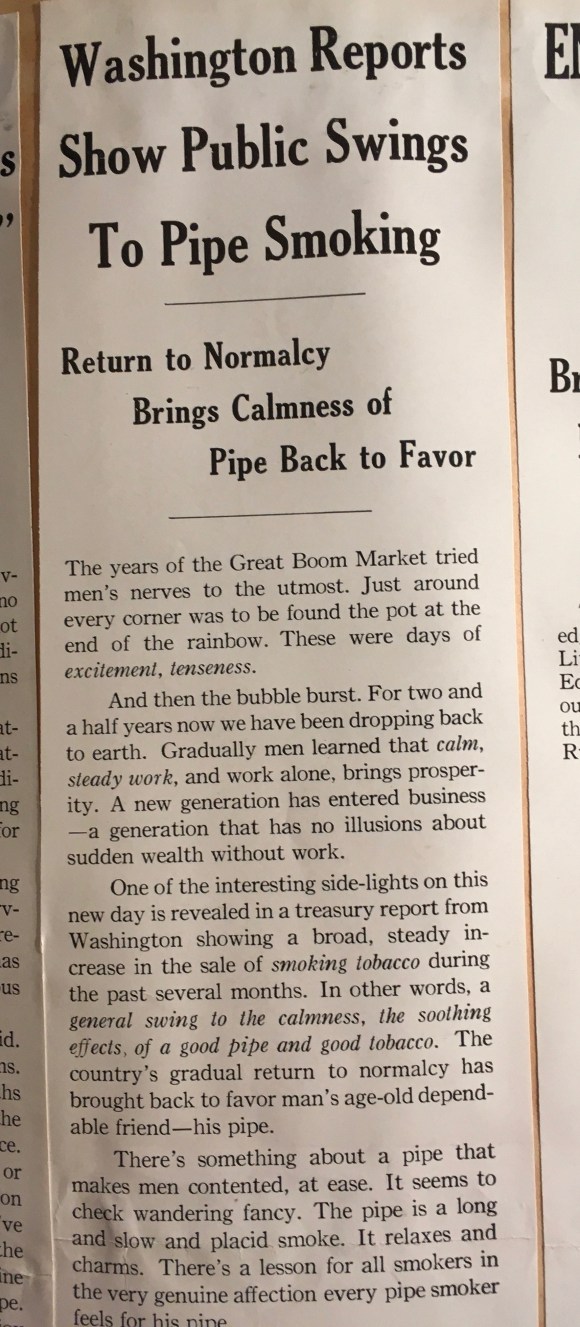 Washington Reports
Show Public Swings
To Pipe Smoking
Return to Normalcy
Brings Calmness of
Pipe Back to Favor
The years of the Great Boom Market tried
men's nerves to the utmost. Just around
every corner was to be found the pot at the
end of the rainbow. These were days of
excitement, tenseness.
And then the bubble burst. For two and
a half years now we have been dropping back
to earth. Gradually men learned that calm,
steady work, and work alone, brings prosper-
ity. A new generation has entered business
—a generation that has no illusions about
sudden wealth without work.
One of the interesting side-lights on this
new day is revealed in a treasury report from
Washington showing a broad, steady in-
crease in the sale of smoking tobacco during
the past several months. In other words, a
general swing to the calmness, the soothing
effects, of a good pipe and good tobacco. The
country's gradual return to normalcy has
brought back to favor man's age-old depend-
able friend—his pipe.
There's something about a pipe that
makes men contented, at ease. It seems to
check wandering fancy. The pipe is a long
and slow and placid smoke. It relaxes and
charms. There's a lesson for all smokers in
the very genuine affection every pipe smoker
feels for his pipe